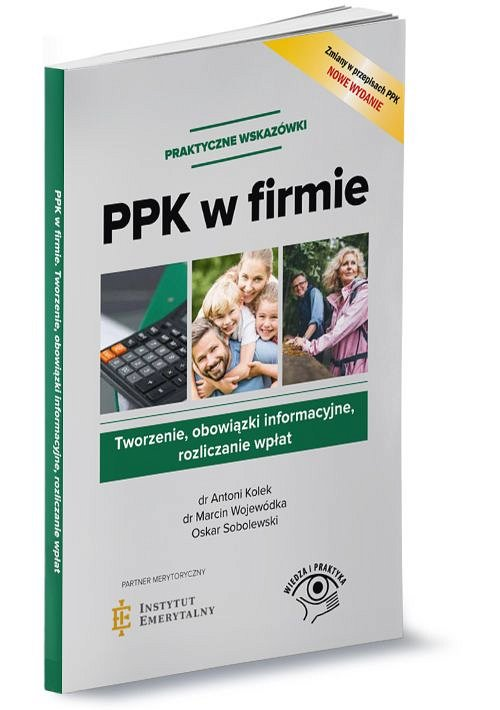 Zmiany w przepisach PPK
NOWE WYDANIE
PRAKTYCZNE WSKAZÓWKI
PPK w firmie
Tworzenie, obowiązki informacyjne,
rozliczanie wpłat
dr Antoni Kolek
dr Marcin Wojewódka
Oskar Sobolewski
PARTNER MERYTORYCZNY
INSTYTUT
EMERYTALNY
WIEDZA I PRAKTYKA
PPK w firmie. Tworzenie, obowiązki informacyjne, rozliczanie wpłat